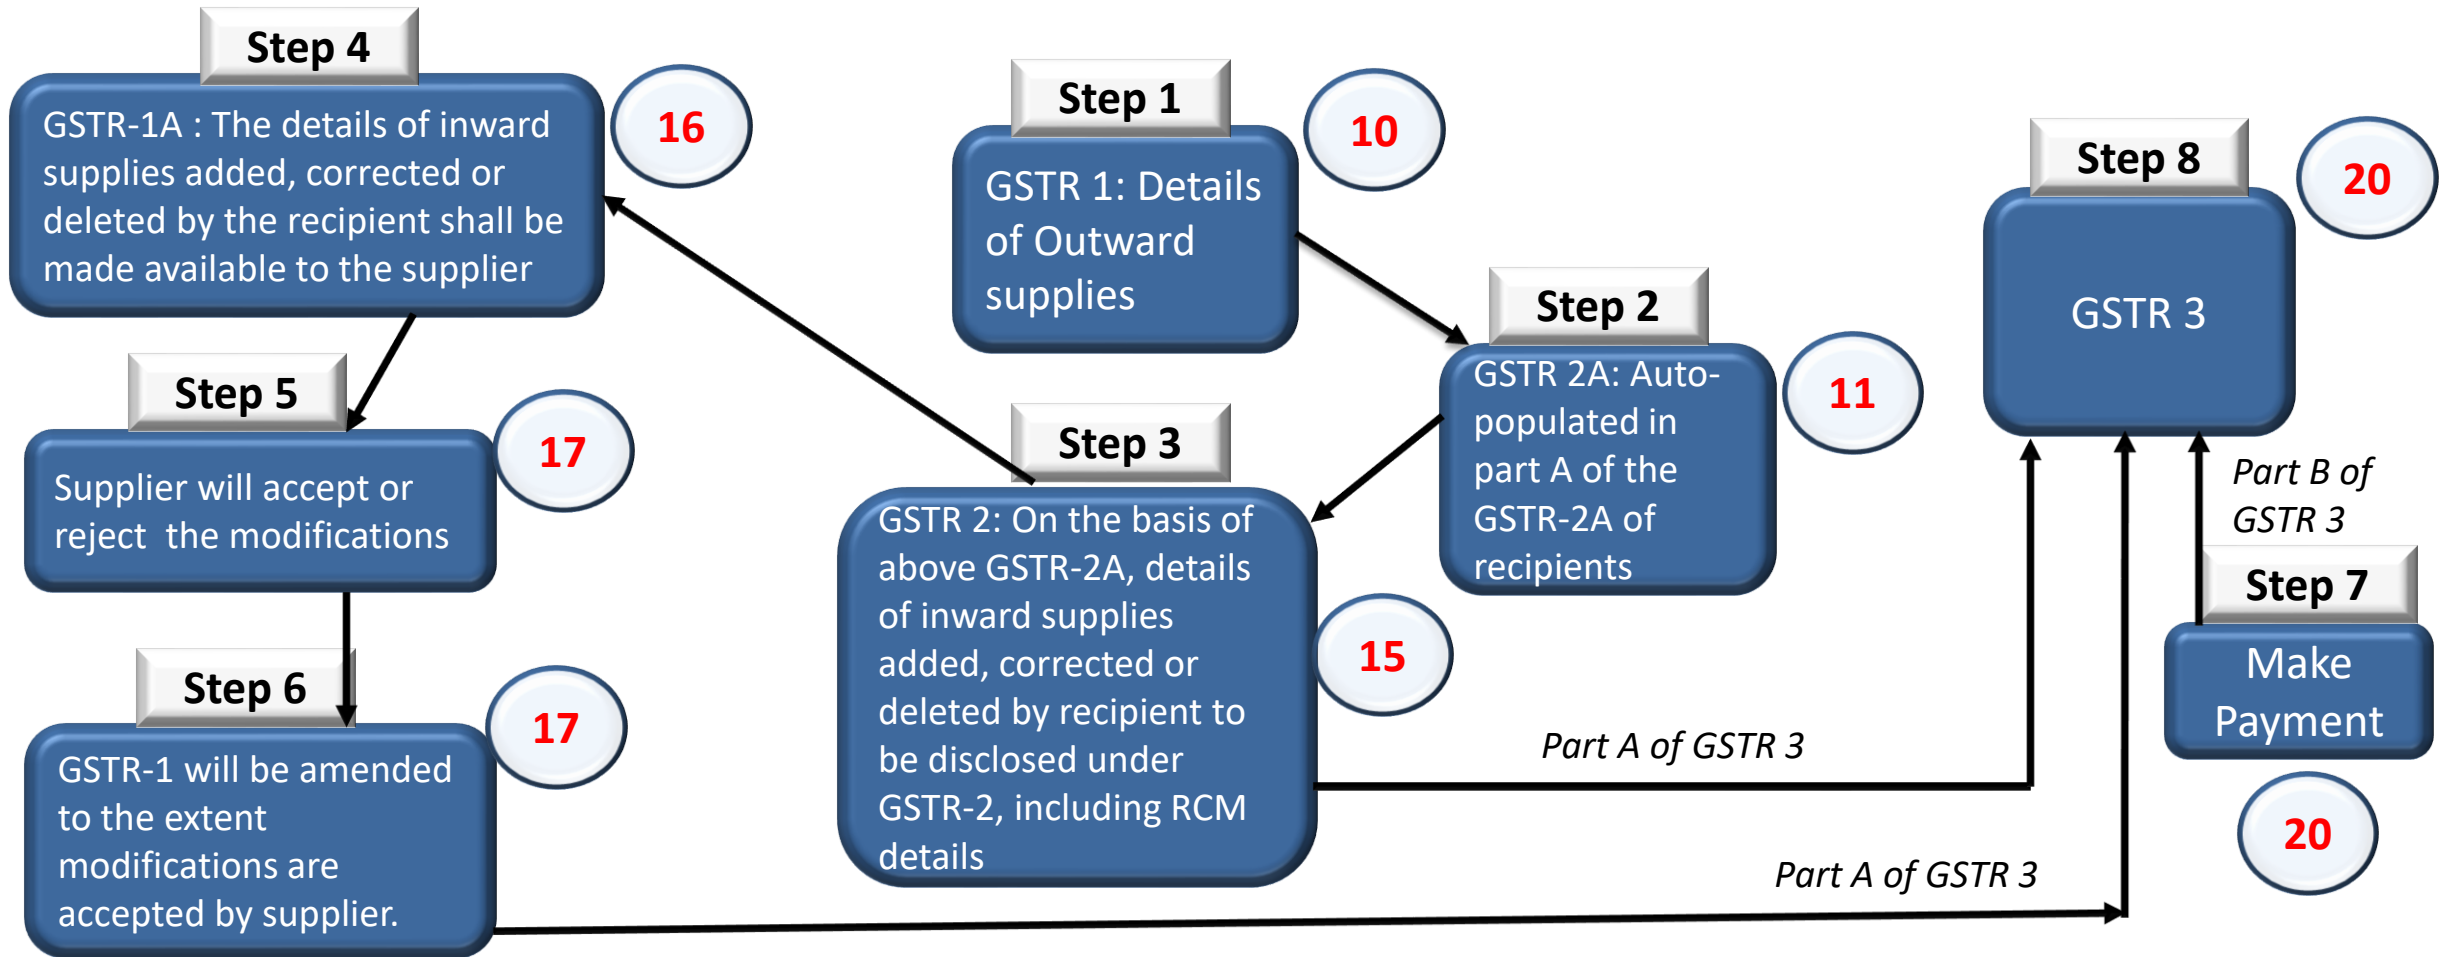 Step 4
GSTR-1A : The details of inward
supplies added, corrected or
deleted by the recipient shall be
made available to the supplier
16
Step 1
GSTR 1: Details
of Outward
supplies
10
Step 8
GSTR 3
20
Step 2
GSTR 2A: Auto-
populated in
part A of the
GSTR-2A of
recipients
11
Step 5
Supplier will accept or
reject the modifications
17
Step 3
GSTR 2: On the basis of
above GSTR-2A, details
of inward supplies
added, corrected or
deleted by recipient to
be disclosed under
GSTR-2, including RCM
details
15
Part B of
GSTR 3
Step 7
Make
Payment
20
Step 6
GSTR-1 will be amended
to the extent
modifications are
accepted by supplier.
17
Part A of GSTR 3
Part A of GSTR 3